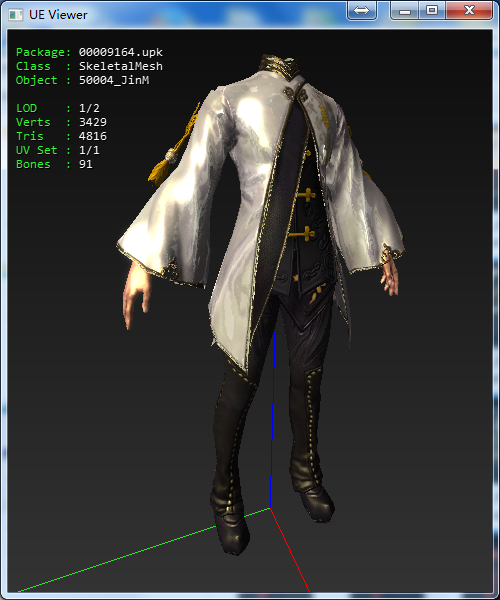 UE Viewer
Package: 00009164.upk
Class  : SkeletalMesh
Object : 50004_JinM
LOD    : 1/2
Verts  : 3429
Tris   : 4816
UV Set : 1/1
Bones  : 91